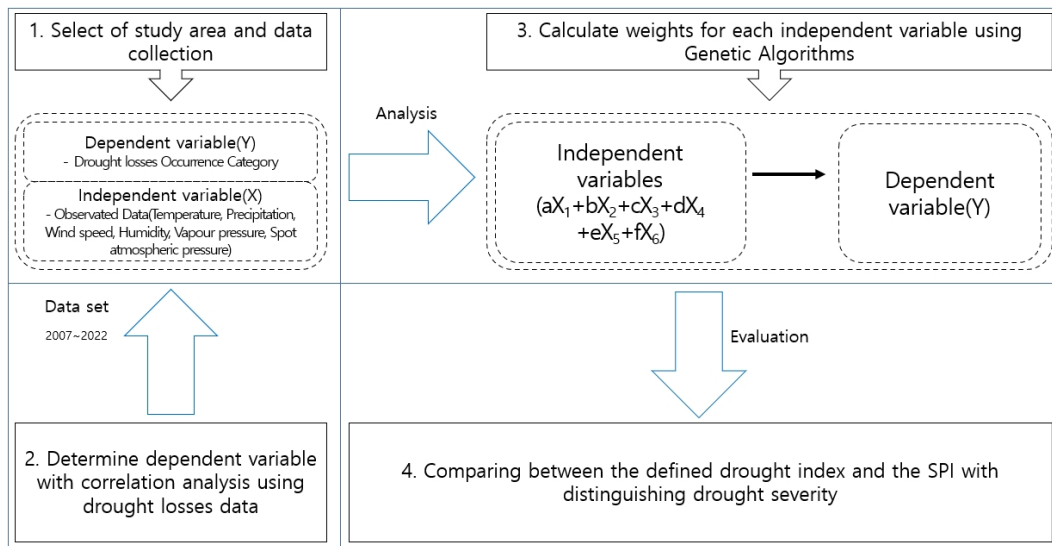 1. Select of study area and data
collection
Dependent variable(Y)
- Drought losses Occurrence Category
Independent variable(X)
- Observated Data(Temperature, Precipitation,
Wind speed, Humidity, Vapour pressure, Spot
atmospheric pressure)
Analysis
3. Calculate weights for each independent variable using
Genetic Algorithms
Independent
variables
(aX₁+bX₂+cX₃+dX₄
+eX₅+fX₆)
Dependent
variable(Y)
Data set
2007~2022
2. Determine dependent variable
with correlation analysis using
drought losses data
Evaluation
4. Comparing between the defined drought index and the SPI with
distinguishing drought severity